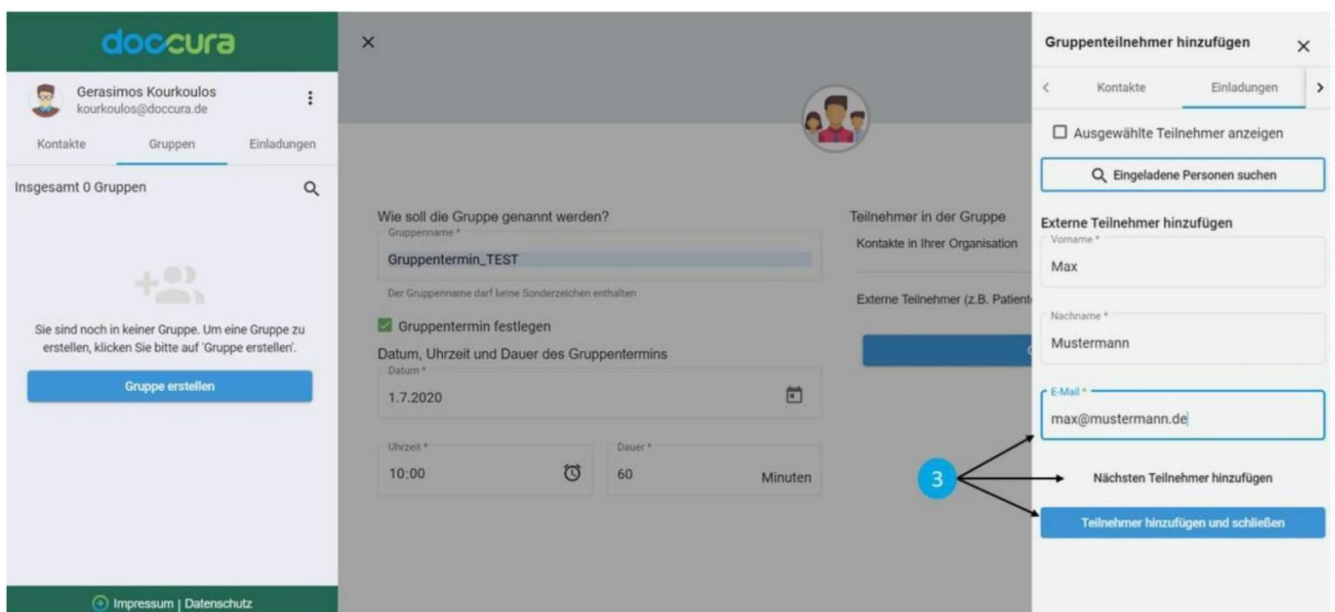 doccura
Gerasimos Kourkoulos
kourkoulos@doccura.de
Kontakte
Gruppen
Einladungen
Insgesamt 0 Gruppen
Sie sind noch in keiner Gruppe. Um eine Gruppe zu
erstellen, klicken Sie bitte auf 'Gruppe erstellen'.
Gruppe erstellen
Impressum | Datenschutz
Wie soll die Gruppe genannt werden?
Gruppenname *
Gruppentermin_TEST
Der Gruppenname darf keine Sonderzeichen enthalten
Gruppentermin festlegen
Datum, Uhrzeit und Dauer des Gruppentermins
Datum *
1.7.2020
Uhrzeit *
10:00
Dauer *
60
Minuten
Teilnehmer in der Gruppe
Kontakte in Ihrer Organisation
Externe Teilnehmer (z.B. Patient
3
Gruppenteilnehmer hinzufügen
Kontakte
Einladungen
Ausgewählte Teilnehmer anzeigen
Eingeladene Personen suchen
Externe Teilnehmer hinzufügen
Vorname *
Max
Nachname *
Mustermann
E-Mail *
max@mustermann.de
Nächsten Teilnehmer hinzufügen
Teilnehmer hinzufügen und schließen